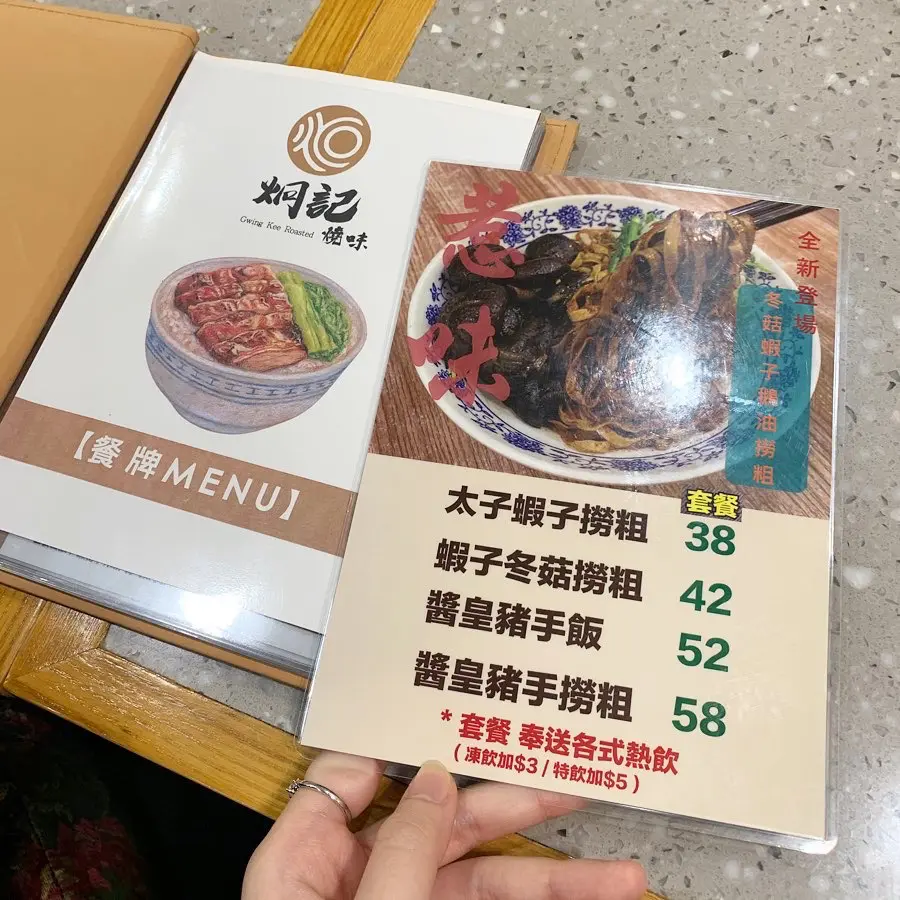 炯記
Gwing Kee Roasted 燒味
【餐牌MENU】
惹味
全新登場
冬菇蝦子鵝油撈粗
套餐
太子蝦子撈粗 38
蝦子冬菇撈粗 42
醬皇豬手飯 52
醬皇豬手撈粗 58
* 套餐 奉送各式熱飲
( 凍飲加$3 / 特飲加$5 )